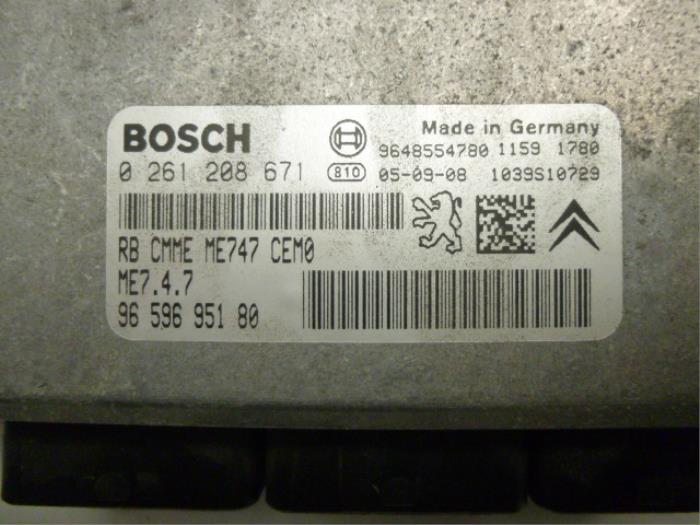 BOSCH
Made in Germany
9648554780 1159 1780
0 261 208 671
810 05-09-08 1039S10729
RB CMME ME747 CEM0
ME7.4.7
96 596 951 80